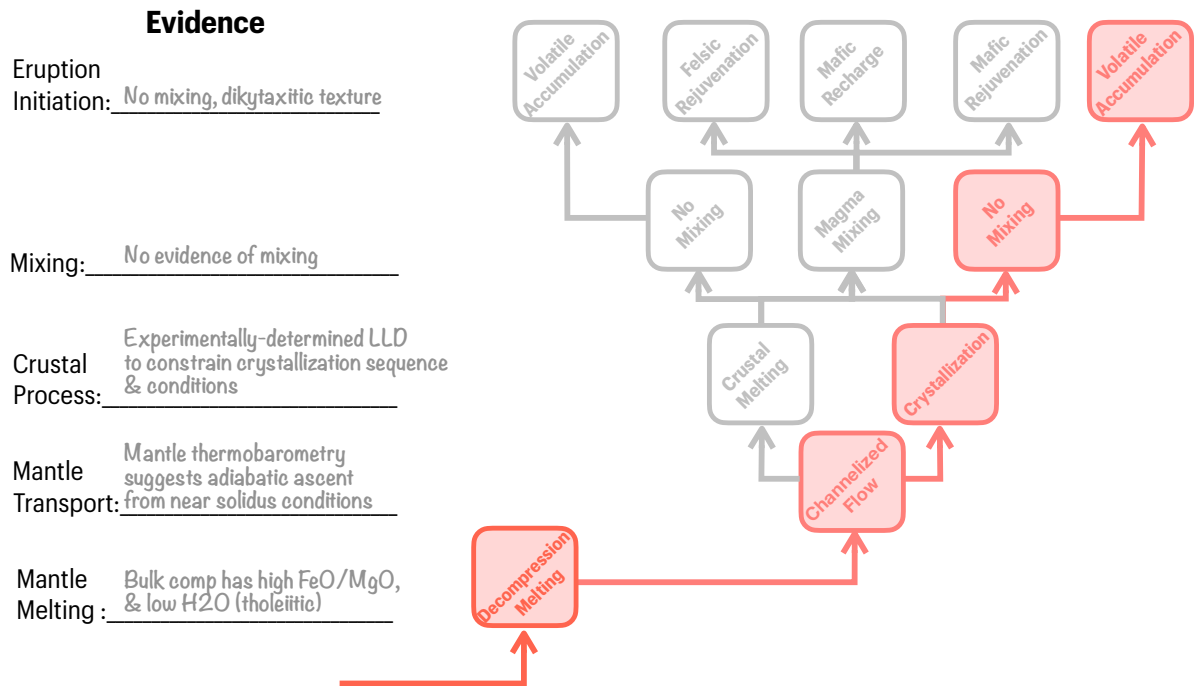 Evidence
Eruption
Initiation: No mixing, dikytaxitic texture
Mixing: No evidence of mixing
Crustal
Process:
Experimentally-determined LLD
to constrain crystallization sequence
& conditions
Mantle
Transport:
Mantle thermobarometry
suggests adiabatic ascent
from near solidus conditions
Mantle
Melting :
Bulk comp has high FeO/MgO,
& low H2O (tholeiitic)
Volatile
Accumulation
Felsic
Rejuvenation
Mafic
Recharge
Mafic
Rejuvenation
Volatile
Accumulation
No
Mixing
Magma
Mixing
No
Mixing
Crustal
Melting
Crystallization
Channelized
Flow
Decompression
Melting